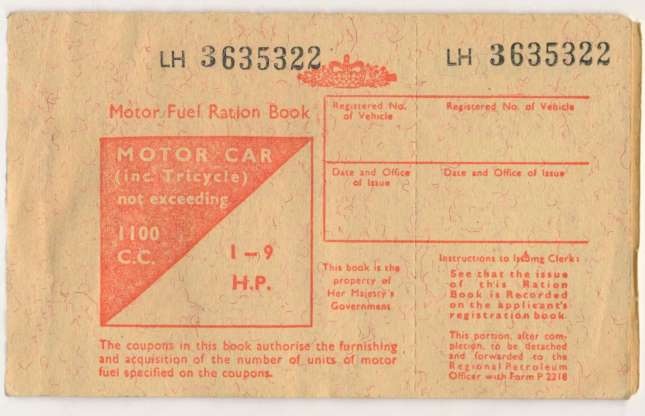 LH 3635322
LH 3635322
Motor Fuel Ration Book
MOTOR CAR
(inc. Tricycle)
not exceeding
1100
C.C.
1 - 9
H.P.
The coupons in this book authorise the furnishing
and acquisition of the number of units of motor
fuel specified on the coupons.
Registered No.
of Vehicle
Registered No. of Vehicle
Date and Office
of Issue
Date and Office of Issue
This book is the
property of
Her Majesty's
Government
Instructions to Issuing Clerk:
See that the issue
of this Ration
Book is Recorded
on the applicant's
registration book.
This portion, after com-
pletion, to be detached
and forwarded to the
Regional Petroleum
Officer with Form P 2218